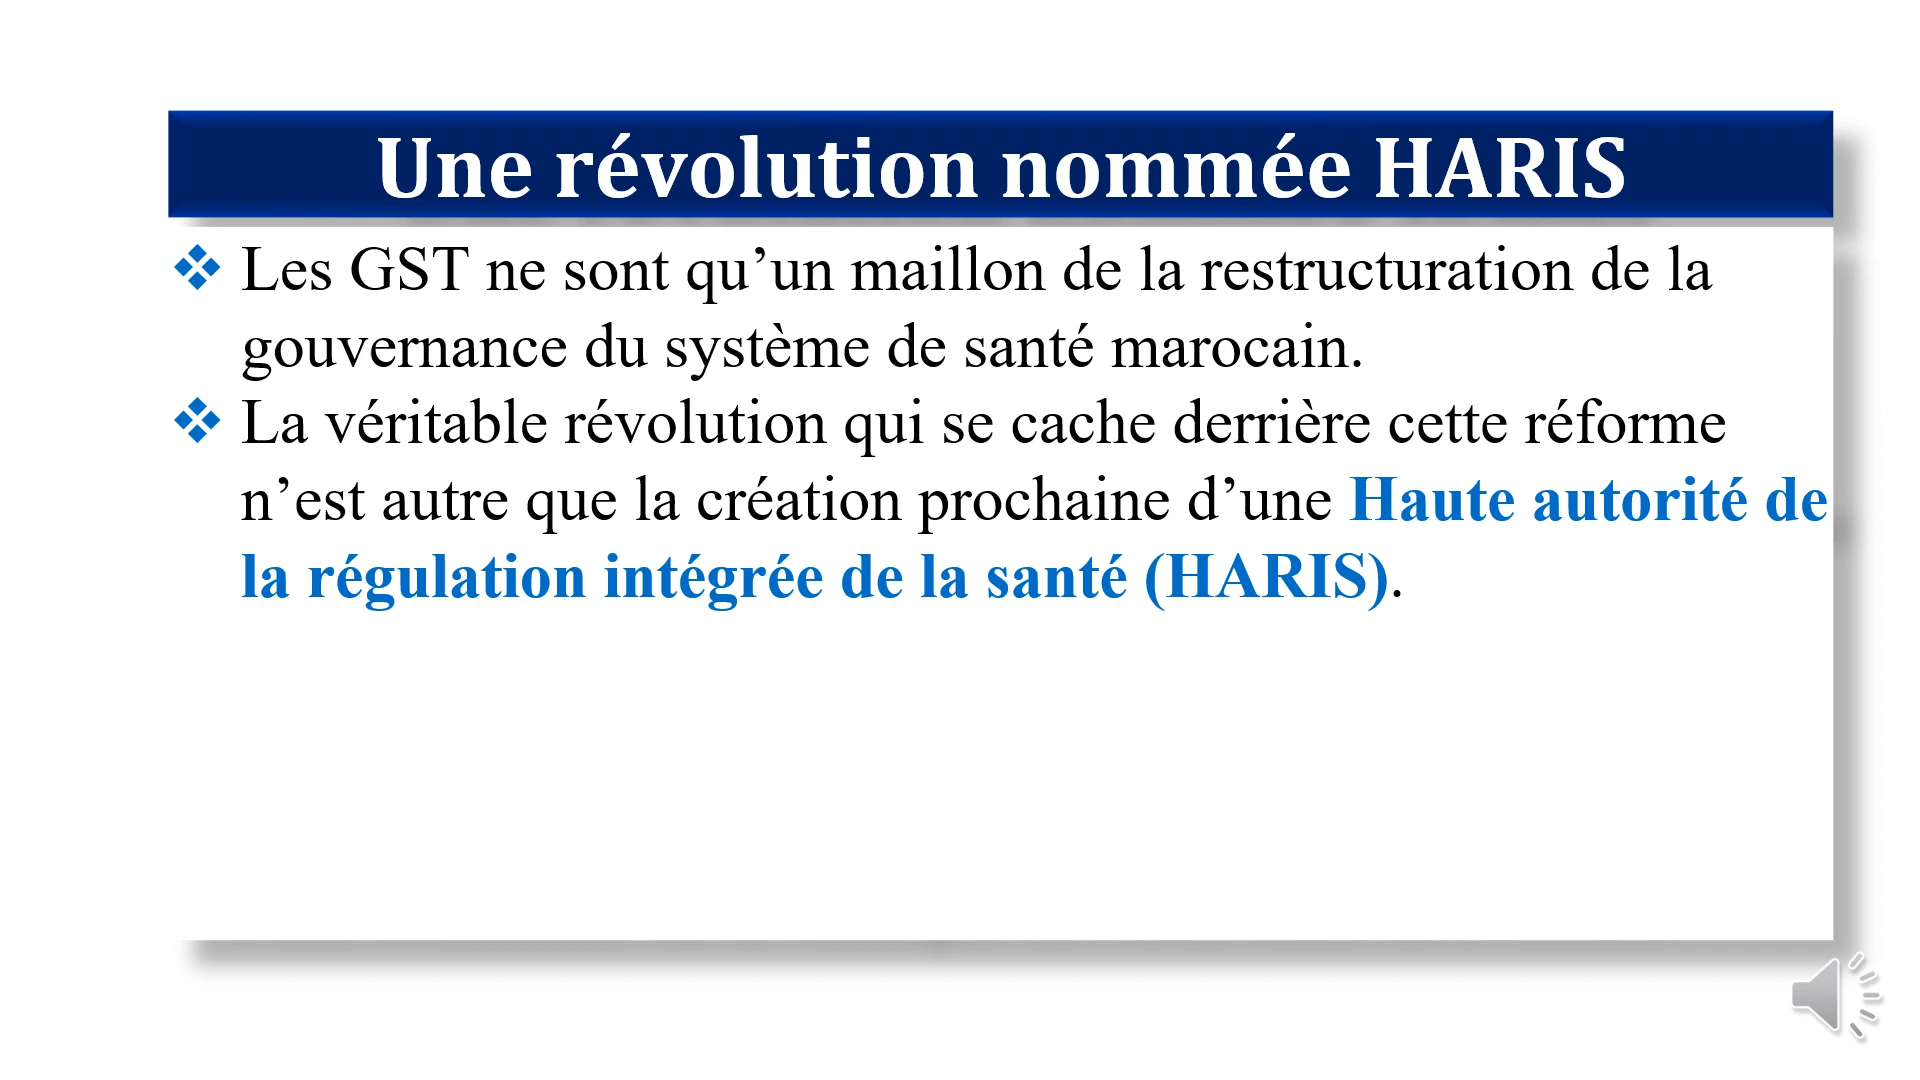 Une révolution nommée HARIS
❖ Les GST ne sont qu’un maillon de la restructuration de la
gouvernance du système de santé marocain.
❖ La véritable révolution qui se cache derrière cette réforme
n’est autre que la création prochaine d’une Haute autorité de
la régulation intégrée de la santé (HARIS).